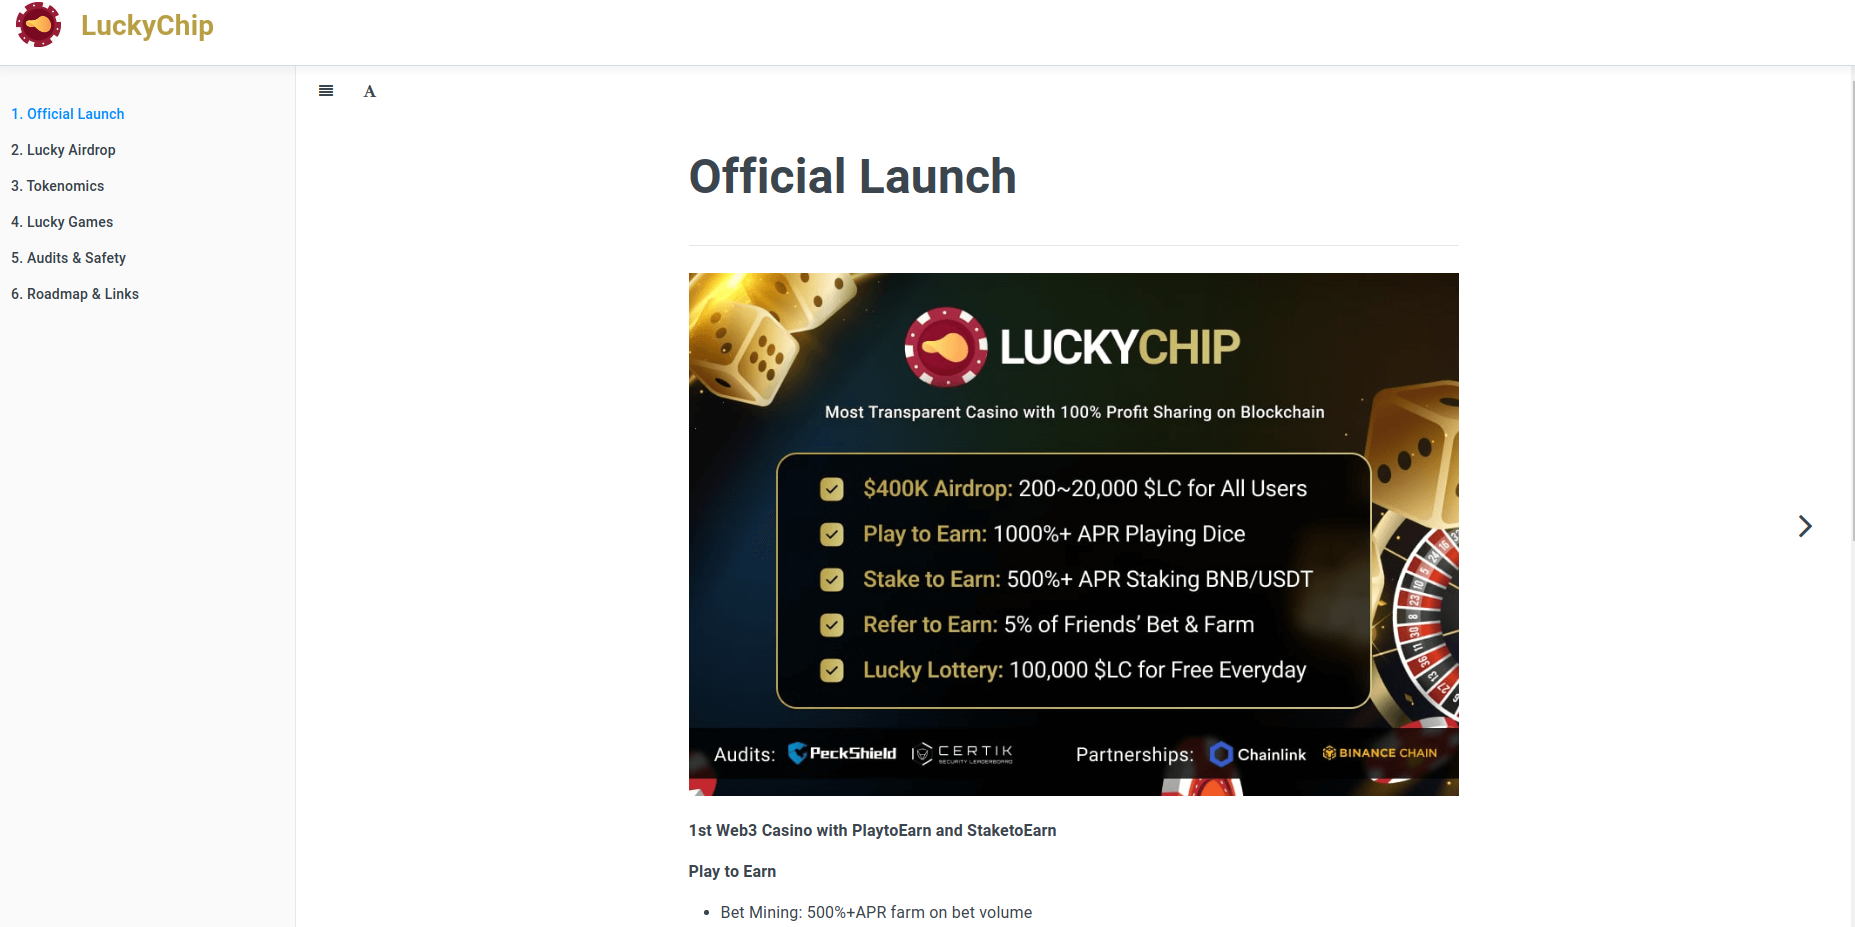 LuckyChip
1. Official Launch
2. Lucky Airdrop
3. Tokenomics
4. Lucky Games
5. Audits & Safety
6. Roadmap & Links
A
Official Launch
LUCKYCHIP
Most Transparent Casino with 100% Profit Sharing on Blockchain
$400K Airdrop: 200~20,000 $LC for All Users
Play to Earn: 1000%+ APR Playing Dice
Stake to Earn: 500%+ APR Staking BNB/USDT
Refer to Earn: 5% of Friends’ Bet & Farm
Lucky Lottery: 100,000 $LC for Free Everyday
Audits: PeckShield CERTIK SECURITY LEADERBOARD Partnerships: Chainlink BINANCE CHAIN
1st Web3 Casino with PlaytoEarn and StaketoEarn
Play to Earn
• Bet Mining: 500%+APR farm on bet volume